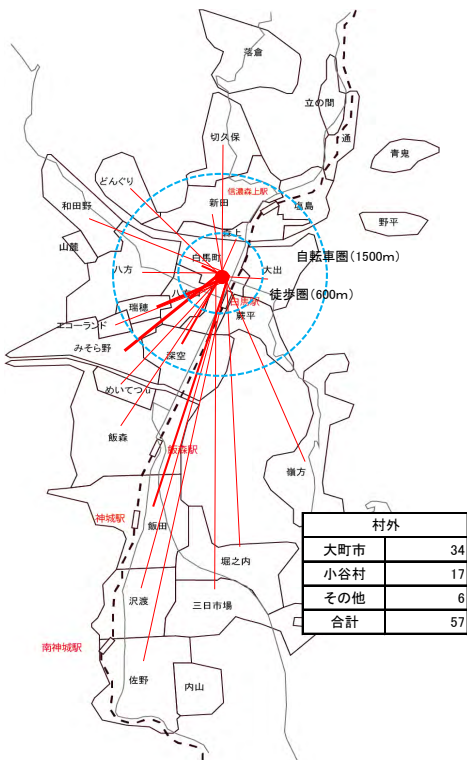 落倉
立の間
通
切久保
青鬼
どんぐり
信濃森上駅
和田野
新田
塩島
野平
森上
山麓
白馬町
自転車圏(1500m)
八方
大出
徒歩圏(600m)
瑞穂
白馬駅
蕨平
エコーランド
みそら野
深空
めいてつ
飯森
飯森駅
嶺方
神城駅
飯田
村外
大町市 34
小谷村 17
その他 6
合計 57
堀之内
沢渡
三日市場
南神城駅
佐野
内山